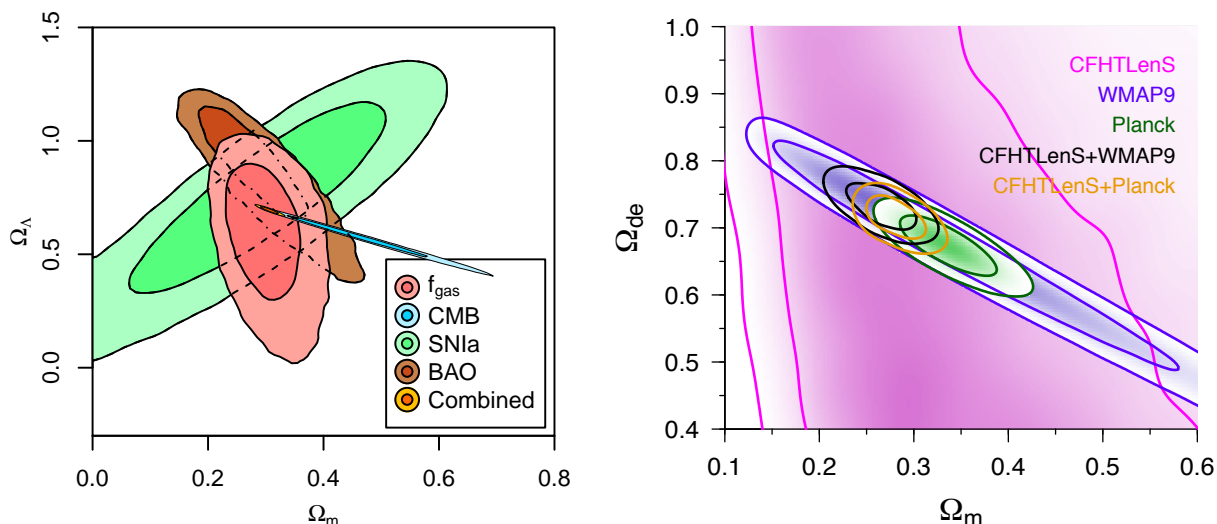 1.5
1.0
0.5
0.0
Ω_Λ
0.0 0.2 0.4 0.6 0.8
Ω_m
f_gas
CMB
SNIa
BAO
Combined
1.0
0.9
0.8
0.7
0.6
0.5
0.4
Ω_de
0.1 0.2 0.3 0.4 0.5 0.6
Ω_m
CFHTLenS
WMAP9
Planck
CFHTLenS+WMAP9
CFHTLenS+Planck